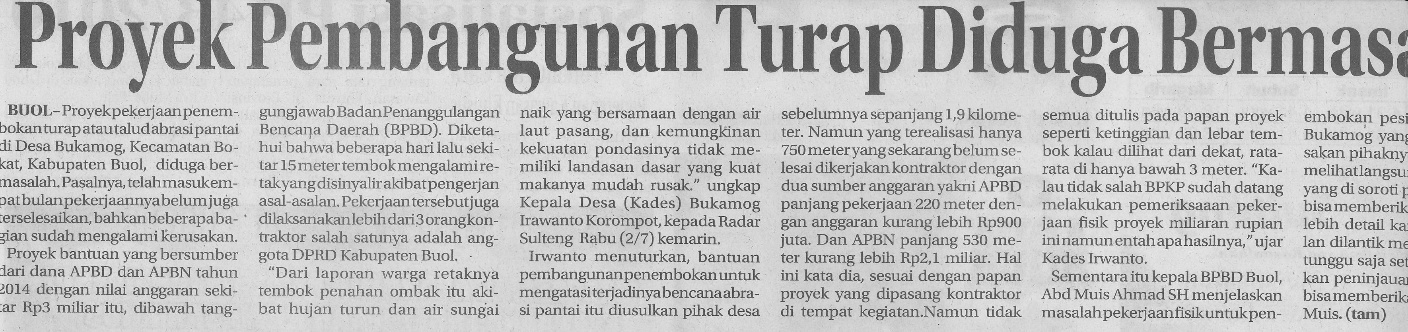 Proyek Pembangunan Turap Diduga
BUOL – Proyek pekerjaan penem-
bokan turap atau talud abrasi pantai
di Desa Bukamog, Kecamatan Bo-
kat, Kabupaten Buol, diduga ber-
masalah. Pasalnya, telah masuk em-
pat bulan pekerjaannya belum juga
terselesaikan, bahkan beberapa ba-
gian sudah mengalami kerusakan.
Proyek bantuan yang bersumber
dari dana APBD dan APBN tahun
2014 dengan nilai anggaran seki-
tar Rp3 miliar itu, dibawah tang-
gungjawab Badan Penanggulangan
Bencana Daerah (BPBD). Diketa-
hui bahwa beberapa hari lalu seki-
tar 15 meter tembok mengalami re-
tak yang disinyalir akibat pengerjan
asal-asalan. Pekerjaan tersebut juga
dilaksanakan lebih dari 3 orang kon-
traktor salah satunya adalah ang-
gota DPRD Kabupaten Buol.
“Dari laporan warga retaknya
tembok penahan ombak itu aki-
bat hujan turun dan air sungai
naik yang bersamaan dengan air
laut pasang, dan kemungkinan
kekuatan pondasinya tidak me-
miliki landasan dasar yang kuat
makanya mudah rusak.” ungkap
Kepala Desa (Kades) Bukamog
Irawanto Korompot, kepada Radar
Sulteng Rabu (2/7) kemarin.
Irwanto menuturkan, bantuan
pembangunan penembokan untuk
mengatasi terjadinya bencana abra-
si pantai itu diusulkan pihak desa
sebelumnya sepanjang 1,9 kilome-
ter. Namun yang terealisasi hanya
750 meter yang sekarang belum se-
lesai dikerjakan kontraktor dengan
dua sumber anggaran yakni APBD
panjang pekerjaan 220 meter den-
gan anggaran kurang lebih Rp900
juta. Dan APBN panjang 530 me-
ter kurang lebih Rp2,1 miliar. Hal
ini kata dia, sesuai dengan papan
proyek yang dipasang kontraktor
di tempat kegiatan.Namun tidak
semua ditulis pada papan proyek
seperti ketinggian dan lebar tem-
bok kalau dilihat dari dekat, rata-
rata di hanya bawah 3 meter. “Ka-
lau tidak salah BPKP sudah datang
melakukan pemeriksaaan peker-
jaan fisik proyek miliaran rupian
ini namun entah apa hasilnya,” ujar
Kades Irwanto.
Sementara itu kepala BPBD Buol,
Abd Muis Ahmad SH menjelaskan
masalah pekerjaan fisik untuk pen-
embokan pesi
Bukamog yang
sakan pihakny
melihat langsu
yang di soroti p
bisa memberik
lebih detail ka
lan dilantik me
tunggu saja set
kan peninjauan
bisa memberika
Muis. (tam)